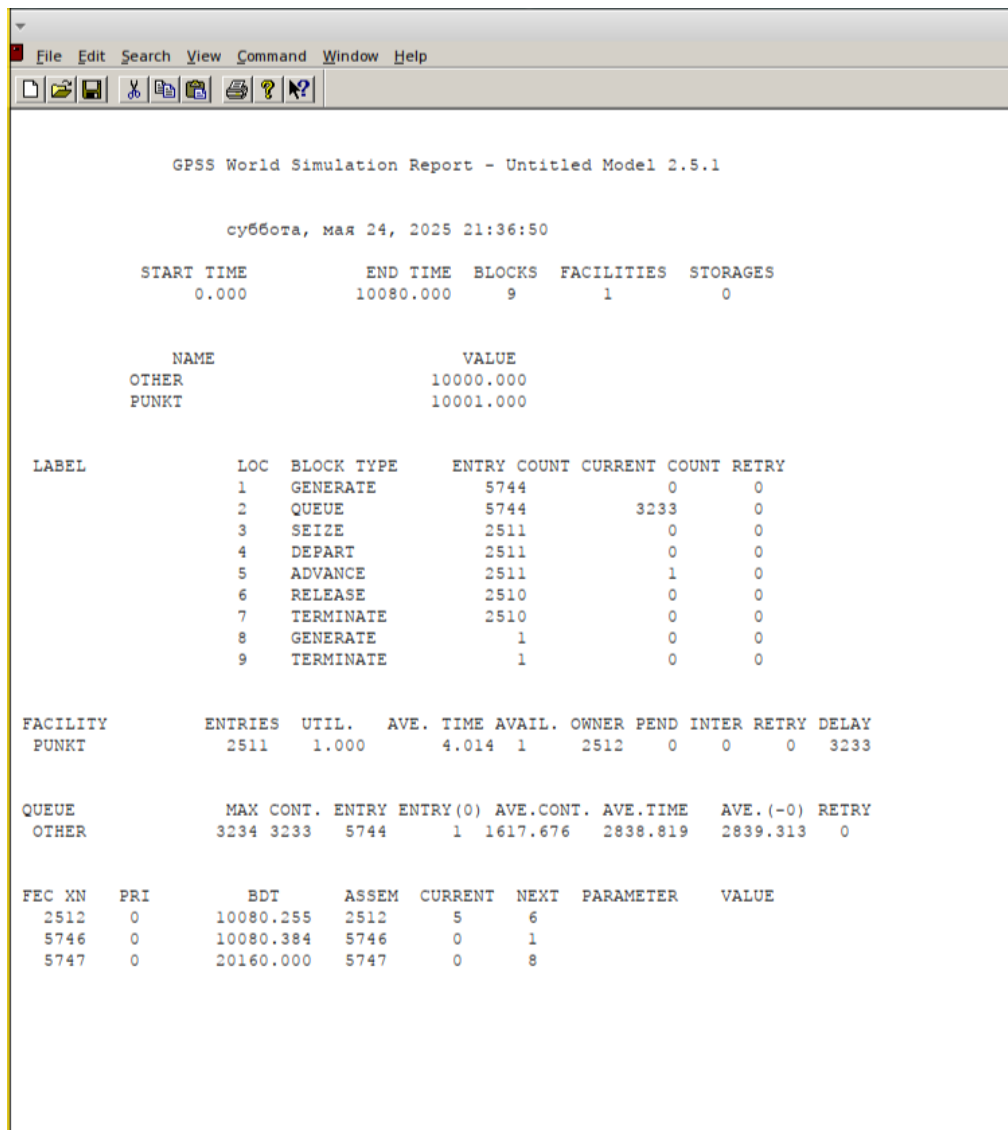 File Edit Search View Command Window Help
GPSS World Simulation Report - Untitled Model 2.5.1
суббота, мая 24, 2025 21:36:50
START TIME END TIME BLOCKS FACILITIES STORAGES
0.000 10080.000 9 1 0
NAME VALUE
OTHER 10000.000
PUNKT 10001.000
LABEL LOC BLOCK TYPE ENTRY COUNT CURRENT COUNT RETRY
1 GENERATE 5744 0 0
2 QUEUE 5744 3233 0
3 SEIZE 2511 0 0
4 DEPART 2511 0 0
5 ADVANCE 2511 1 0
6 RELEASE 2510 0 0
7 TERMINATE 2510 0 0
8 GENERATE 1 0 0
9 TERMINATE 1 0 0
FACILITY ENTRIES UTIL. AVE. TIME AVAIL. OWNER PEND INTER RETRY DELAY
PUNKT 2511 1.000 4.014 1 2512 0 0 0 3233
QUEUE MAX CONT. ENTRY ENTRY(0) AVE.CONT. AVE.TIME AVE.(-0) RETRY
OTHER 3234 3233 5744 1 1617.676 2838.819 2839.313 0
FEC XN PRI BDT ASSEM CURRENT NEXT PARAMETER VALUE
2512 0 10080.255 2512 5 6
5746 0 10080.384 5746 0 1
5747 0 20160.000 5747 0 8